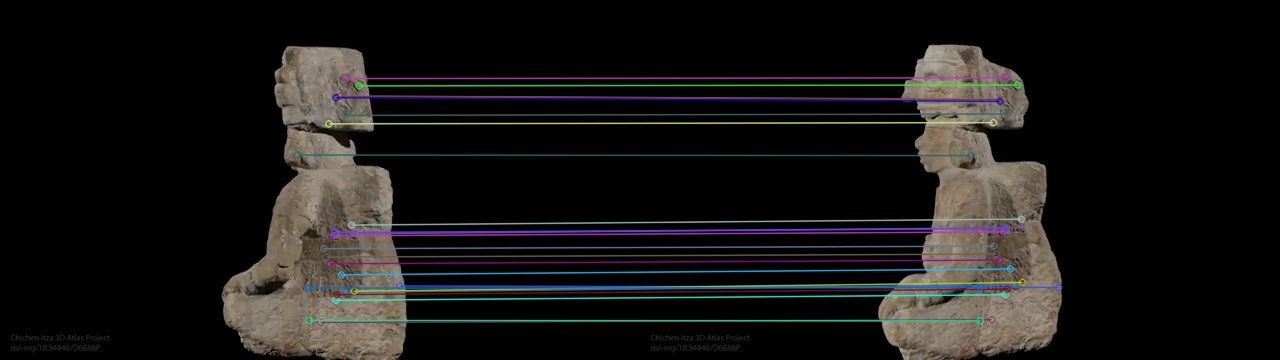 Chichen Itza 3D Atlas Project
doi.org/10.34946/D6B88P
Chichen Itza 3D Atlas Project
doi.org/10.34946/D6B88P